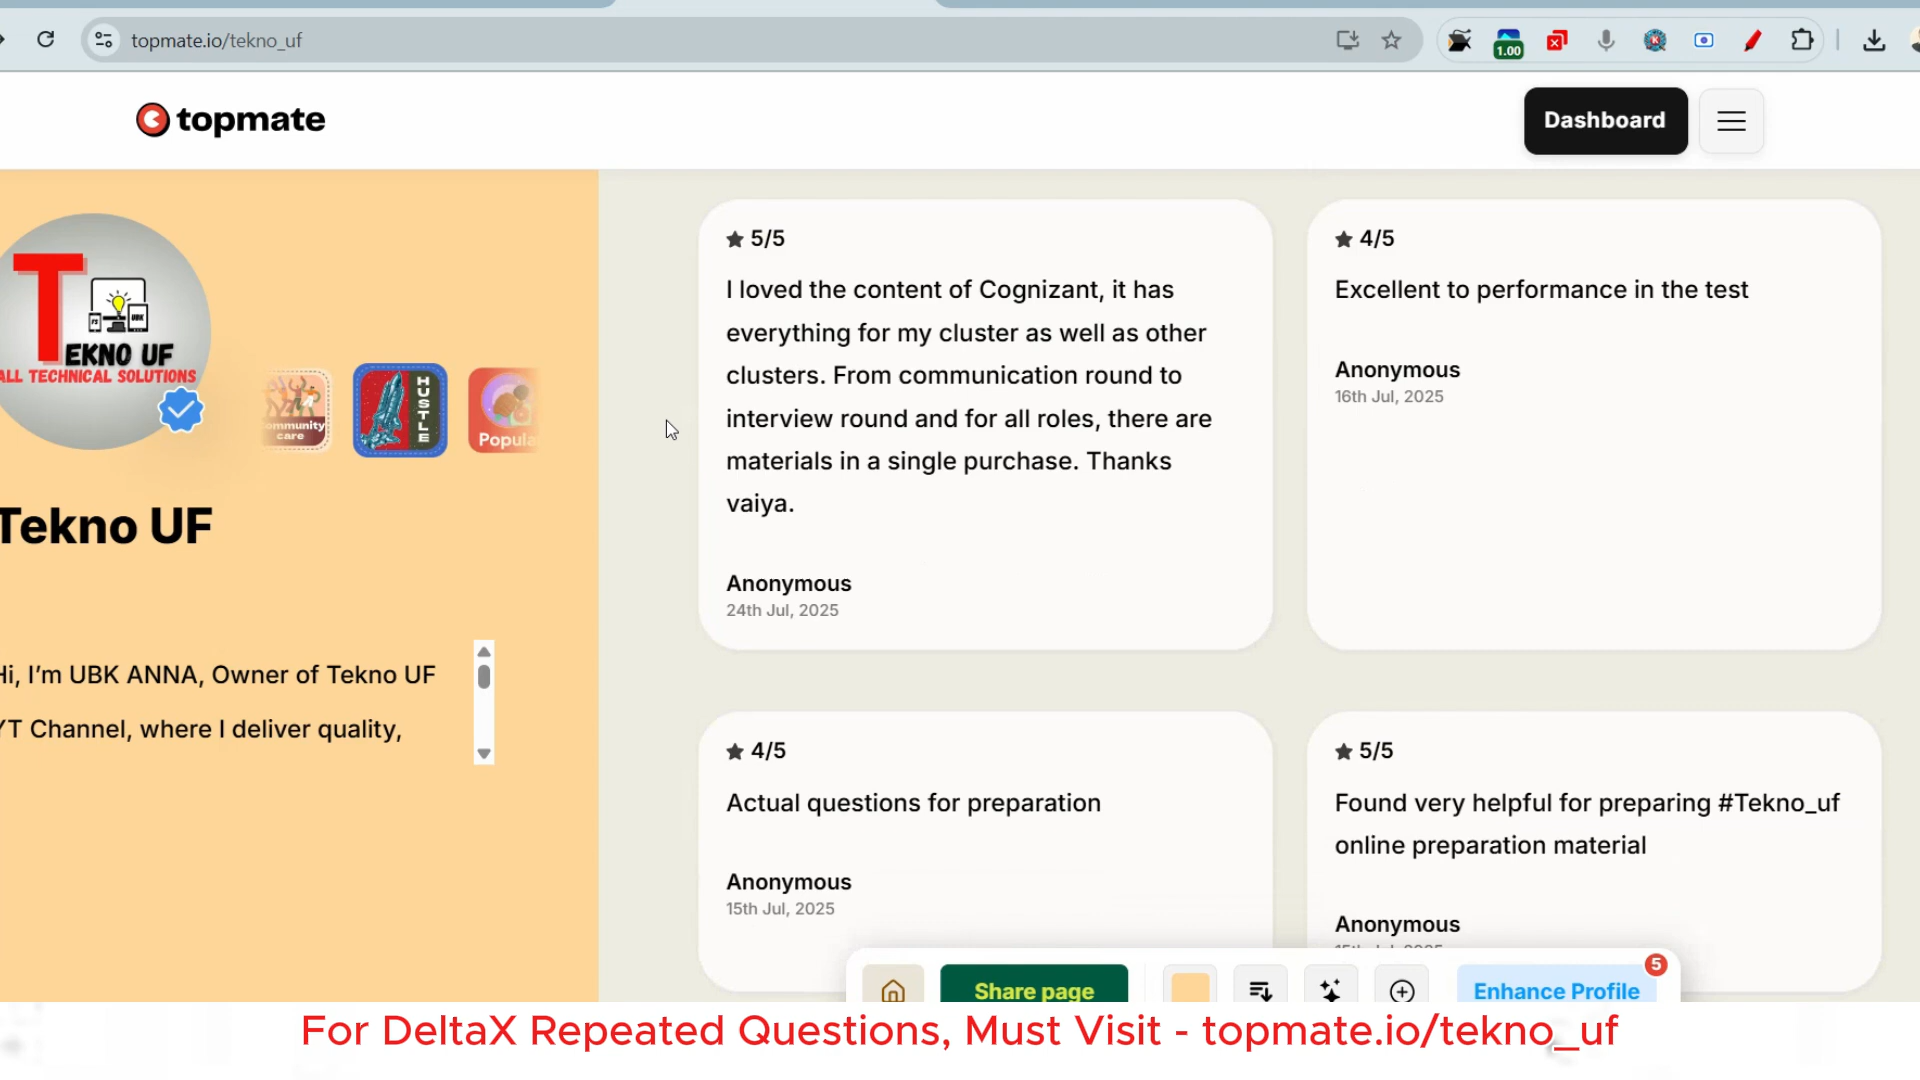 topmate.io/tekno_uf
1.00
topmate
Dashboard
T
EKNO UF
ALL TECHNICAL SOLUTIONS
HUSTLE
Tekno UF
Hi, I'm UBK ANNA, Owner of Tekno UF
YT Channel, where I deliver quality,
5/5
I loved the content of Cognizant, it has
everything for my cluster as well as other
clusters. From communication round to
interview round and for all roles, there are
materials in a single purchase. Thanks
vaiya.
Anonymous
24th Jul, 2025
4/5
Excellent to performance in the test
Anonymous
16th Jul, 2025
4/5
Actual questions for preparation
Anonymous
15th Jul, 2025
5/5
Found very helpful for preparing #Tekno_uf
online preparation material
Anonymous
Share page
Enhance Profile
5
For DeltaX Repeated Questions, Must Visit - topmate.io/tekno_uf